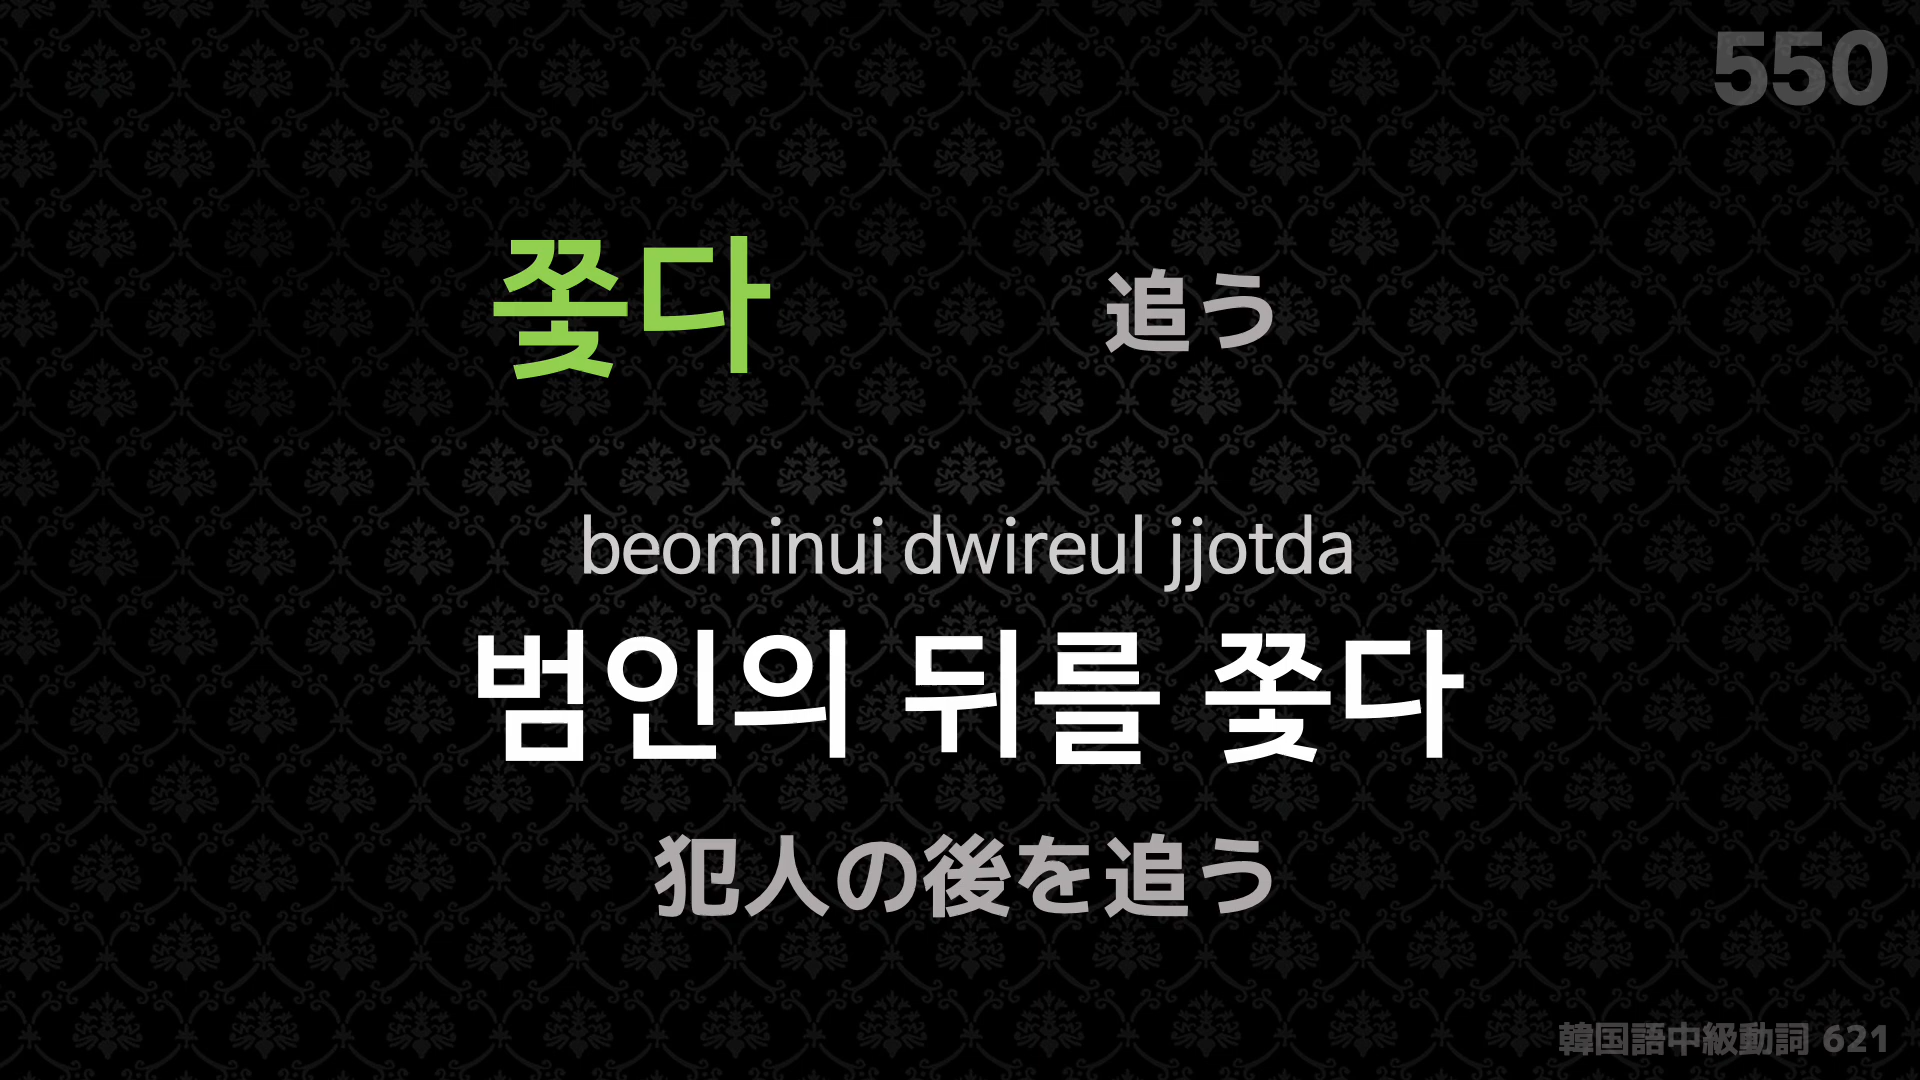 550
쫓다 追う
beominui dwireul jjotda
범인의 뒤를 쫓다
犯人の後を追う
韓国語中級動詞 621